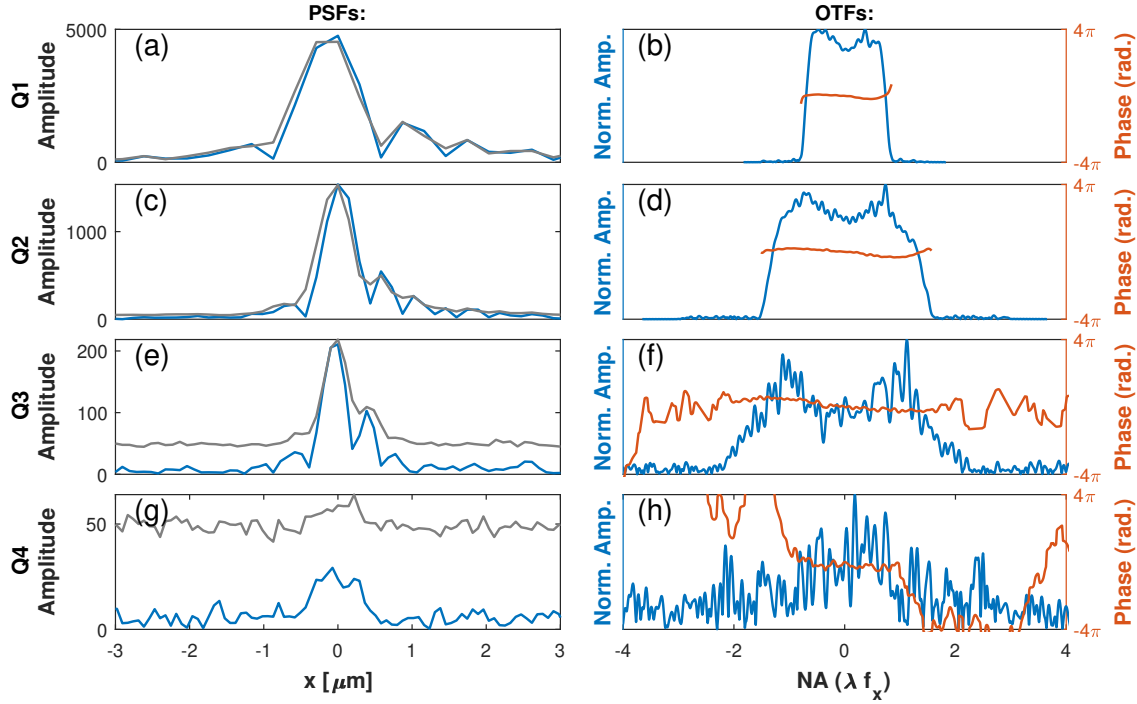 PSFs:
OTFs:
Q1
Amplitude
5000
0
(a)
Norm. Amp.
(b)
4π
-4π
Phase (rad.)
Q2
Amplitude
1000
0
(c)
Norm. Amp.
(d)
4π
-4π
Phase (rad.)
Q3
Amplitude
200
100
0
(e)
Norm. Amp.
(f)
4π
-4π
Phase (rad.)
Q4
Amplitude
50
0
(g)
Norm. Amp.
(h)
4π
-4π
Phase (rad.)
-3 -2 -1 0 1 2 3
x [μm]
-4 -2 0 2 4
NA (λ fₓ)